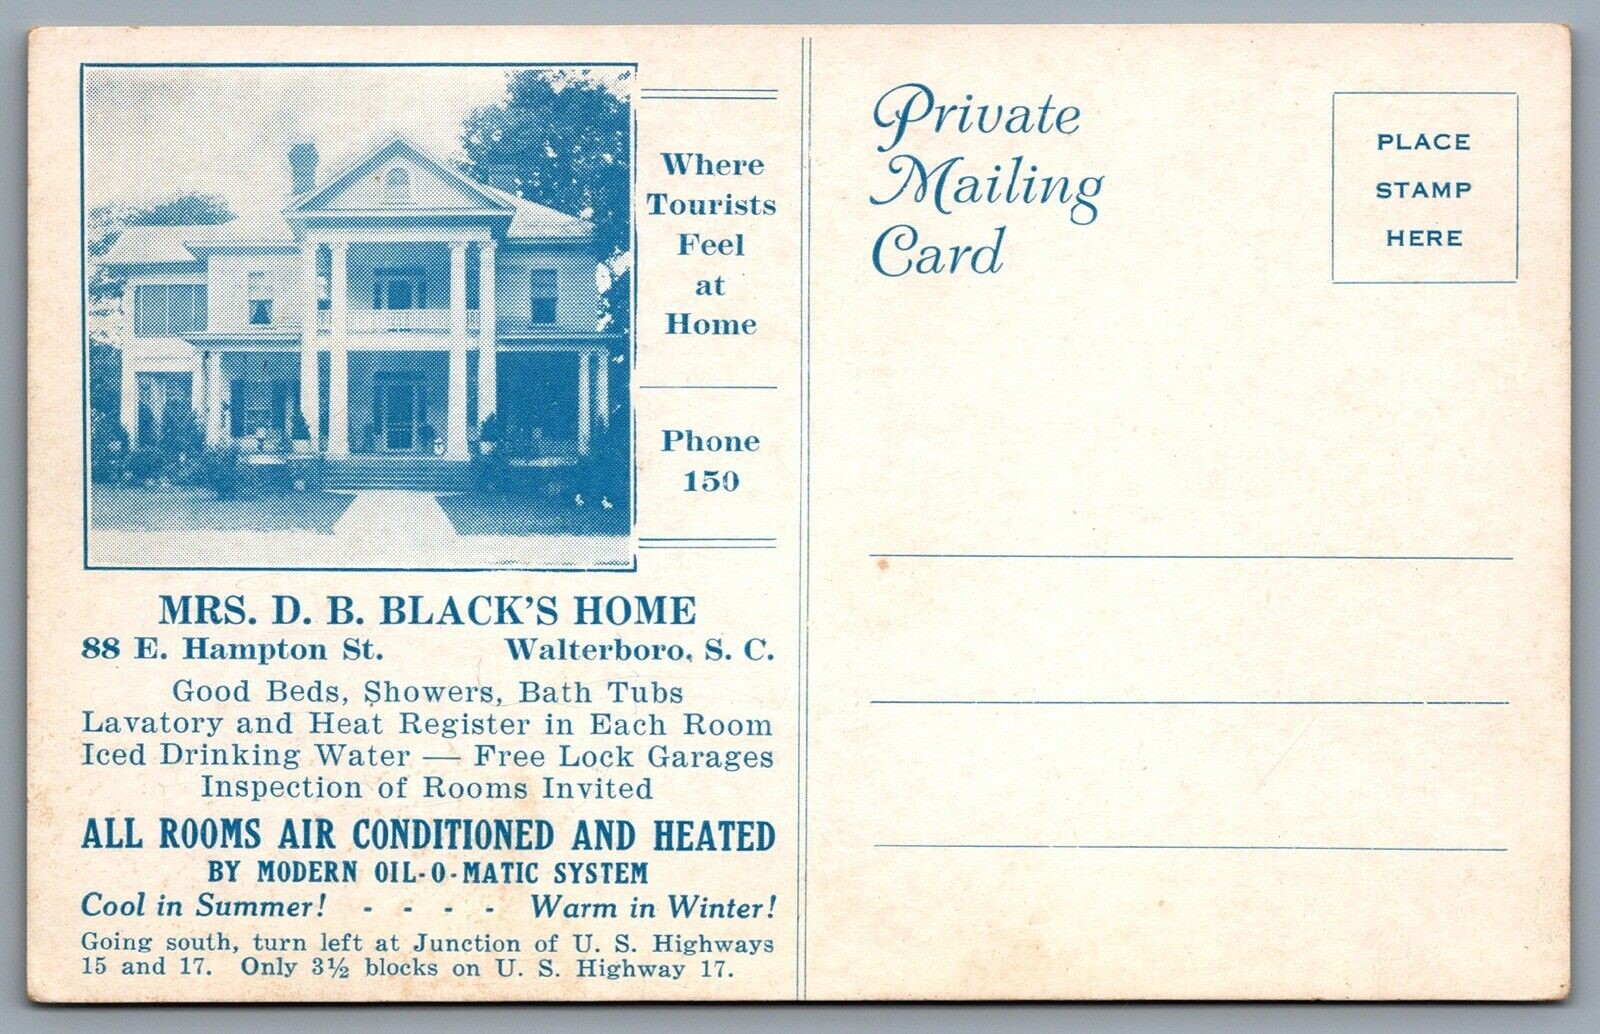 Where
Tourists
Feel
at
Home
Phone
150
MRS. D. B. BLACK'S HOME
88 E. Hampton St. Walterboro, S. C.
Good Beds, Showers, Bath Tubs
Lavatory and Heat Register in Each Room
Iced Drinking Water — Free Lock Garages
Inspection of Rooms Invited
ALL ROOMS AIR CONDITIONED AND HEATED
BY MODERN OIL-O-MATIC SYSTEM
Cool in Summer! - - - - Warm in Winter!
Going south, turn left at Junction of U. S. Highways
15 and 17. Only 3½ blocks on U. S. Highway 17.
Private
Mailing
Card
PLACE
STAMP
HERE